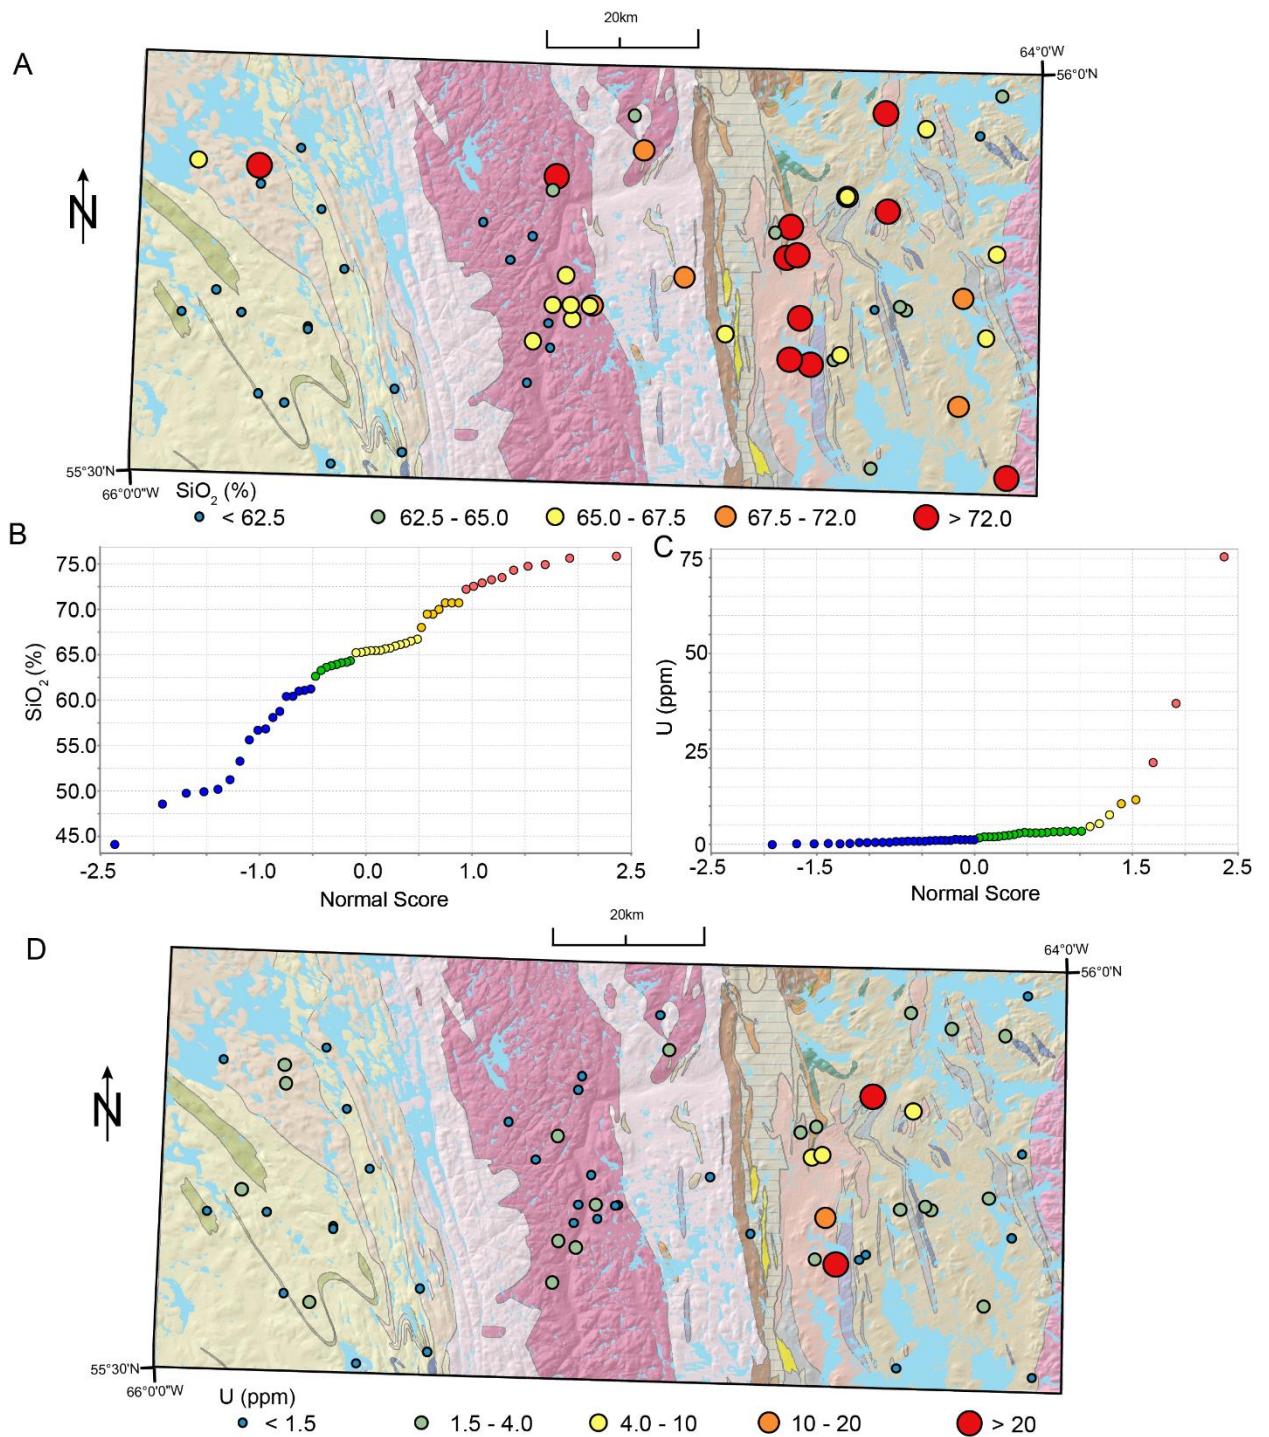 20km
A
64°0'W
56°0'N
N
55°30'N
66°0'0"W
SiO2 (%)
< 62.5
62.5 - 65.0
65.0 - 67.5
67.5 - 72.0
> 72.0
B
75.0
70.0
65.0
60.0
55.0
50.0
45.0
SiO2 (%)
-2.5
-1.0
0.0
1.0
2.5
Normal Score
C
75
50
25
0
U (ppm)
-2.5
-1.5
0.0
1.5
2.5
Normal Score
20km
D
64°0'W
56°0'N
N
55°30'N
66°0'0"W
U (ppm)
< 1.5
1.5 - 4.0
4.0 - 10
10 - 20
> 20